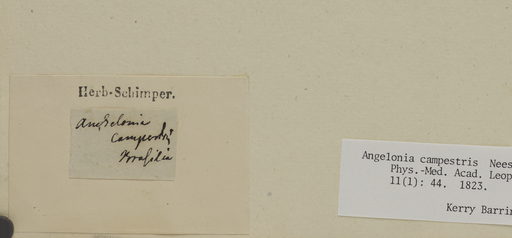 Herb-Schimper.
Angelonia
campestris
Brasilia
Angelonia campestris Nees
Phys.-Med. Acad. Leop
11(1): 44. 1823.
Kerry Barrin